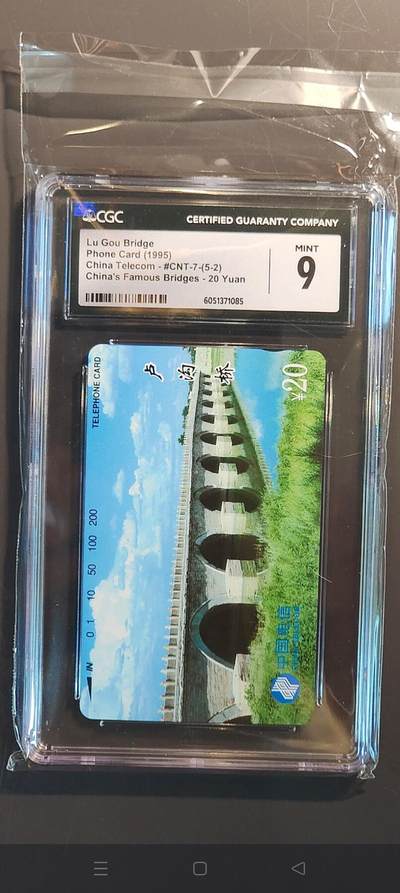 CGC
CERTIFIED GUARANTY COMPANY
Lu Gou Bridge
Phone Card (1995)
China Telecom - #CNT-7-(5-2)
China's Famous Bridges - 20 Yuan
MINT
9
6051371085
TELEPHONE CARD
卢沟桥
¥20
IN
0 1 10 50 100 200
中国电信